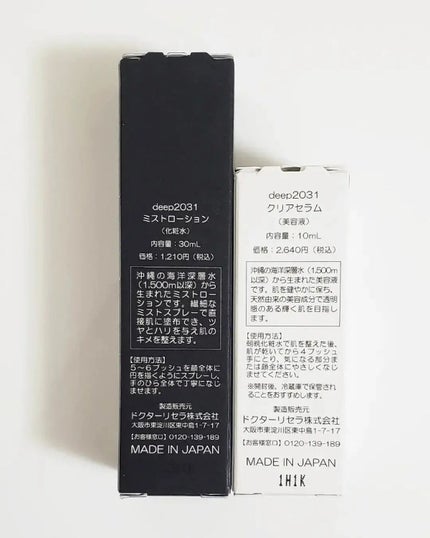 deep2031
ミストローション
（化粧水）
内容量：30mL
価格：1,210円（税込）
沖縄の海洋深層水
（1,500m以深）から
生まれたミストロー
ションです。繊細な
ミストスプレーで直
接肌に塗布でき、ツ
ヤとハリを与え肌の
キメを整えます。
【使用方法】
5～6プッシュを顔全体に
円を描くようにスプレーし、
手のひら全体で丁寧になじ
ませます。
製造販売元
ドクターリセラ株式会社
大阪市東淀川区東中島1-7-17
【お客様窓口】0120-139-189
MADE IN JAPAN
deep2031
クリアセラム
（美容液）
内容量：10mL
価格：2,640円（税込）
沖縄の海洋深層水（1,500m
以深）から生まれた美容液
です。肌を健やかに保ち、
天然由来の美容成分で透明
感のある輝く肌を目指し
ます。
【使用方法】
朝晩化粧水で肌を整えた後、
肌が乾いてから4プッシュ
手にとり、気になる部分ま
たは顔全体にやさしくなじ
ませてください。
※開封後、冷蔵庫で保管され
ることをおすすめします。
製造販売元
ドクターリセラ株式会社
大阪市東淀川区東中島1-7-17
【お客様窓口】0120-139-189
MADE IN JAPAN
1H1K